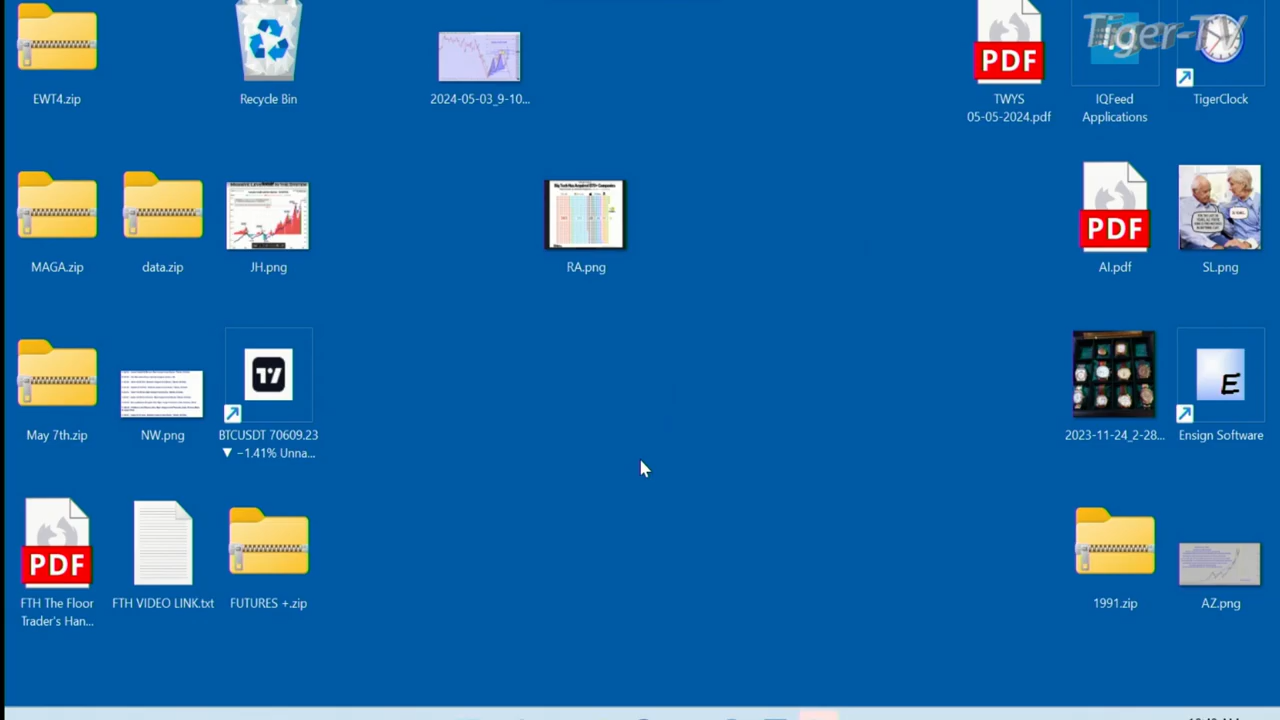 Tiger-TV
EWT4.zip
Recycle Bin
2024-05-03_9-10...
PDF
TWYS
05-05-2024.pdf
IQFeed
Applications
TigerClock
MAGA.zip
data.zip
JH.png
RA.png
PDF
AI.pdf
SL.png
May 7th.zip
NW.png
BTCUSDT 70609.23
▼ −1.41% Unna...
2023-11-24_2-28...
E
Ensign Software
PDF
FTH The Floor
Trader's Han...
FTH VIDEO LINK.txt
FUTURES +.zip
1991.zip
AZ.png